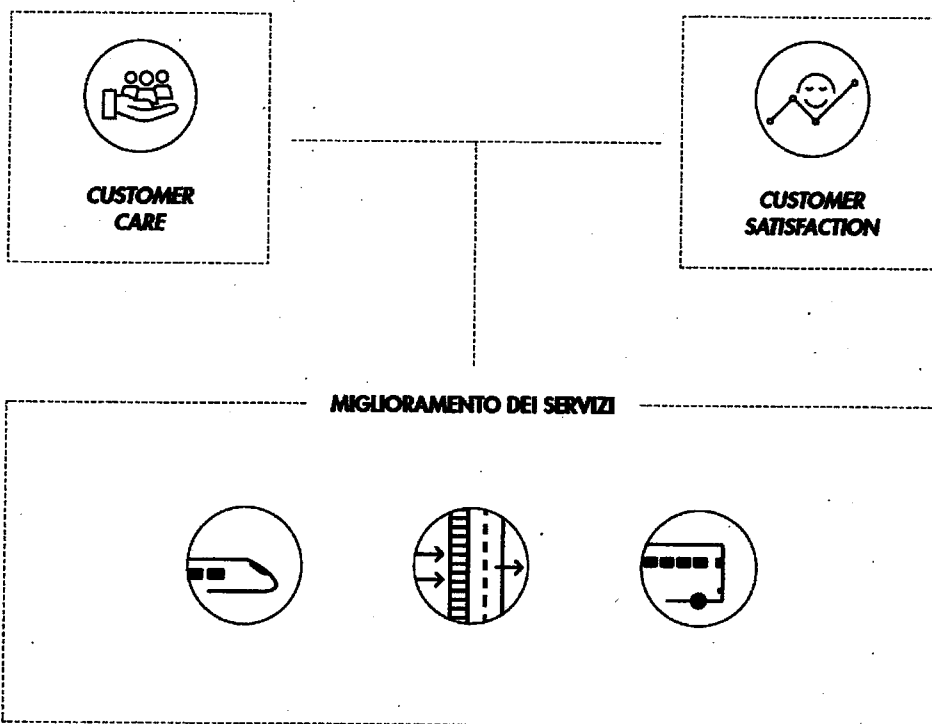 CUSTOMER
CARE
CUSTOMER
SATISFACTION
MIGLIORAMENTO DEI SERVIZI